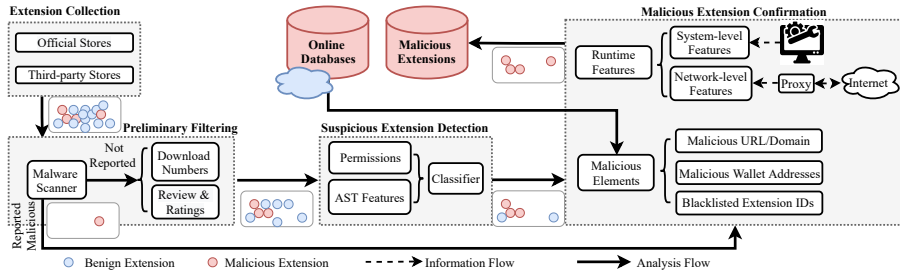 Extension Collection
Official Stores
Third-party Stores
Online
Databases
Malicious
Extensions
Malicious Extension Confirmation
Runtime
Features
System-level
Features
Network-level
Features
Proxy
Internet
Preliminary Filtering
Malware
Scanner
Not
Reported
Download
Numbers
Review &
Ratings
Reported
Malicious
Suspicious Extension Detection
Permissions
AST Features
Classifier
Malicious
Elements
Malicious URL/Domain
Malicious Wallet Addresses
Blacklisted Extension IDs
Benign Extension
Malicious Extension
Information Flow
Analysis Flow